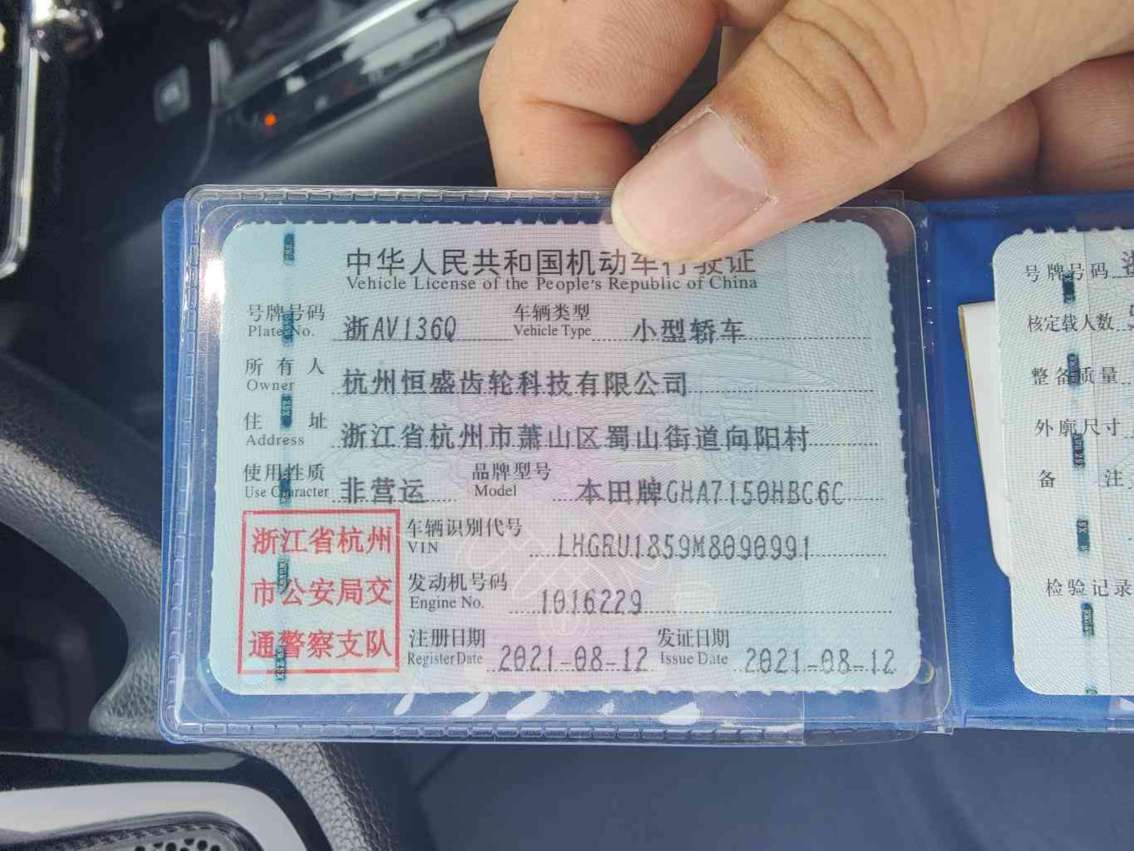 中华人民共和国机动车行驶证
Vehicle License of the People's Republic of China
号牌号码 浙AV136Q 车辆类型 小型轿车
Plate No. Vehicle Type
所有人 杭州恒盛齿轮科技有限公司
Owner
住址 浙江省杭州市萧山区蜀山街道向阳村
Address
使用性质 非营运 品牌型号 本田牌GHA7150HBC6C
Use Character Model
浙江省杭州
市公安局交
通警察支队
车辆识别代号 LHGRU1859M8090991
VIN
发动机号码 1016229
Engine No.
注册日期 2021-08-12 发证日期 2021-08-12
Register Date Issue Date
号牌号码
核定载人数
整备质量
外廓尺寸
备注
检验记录